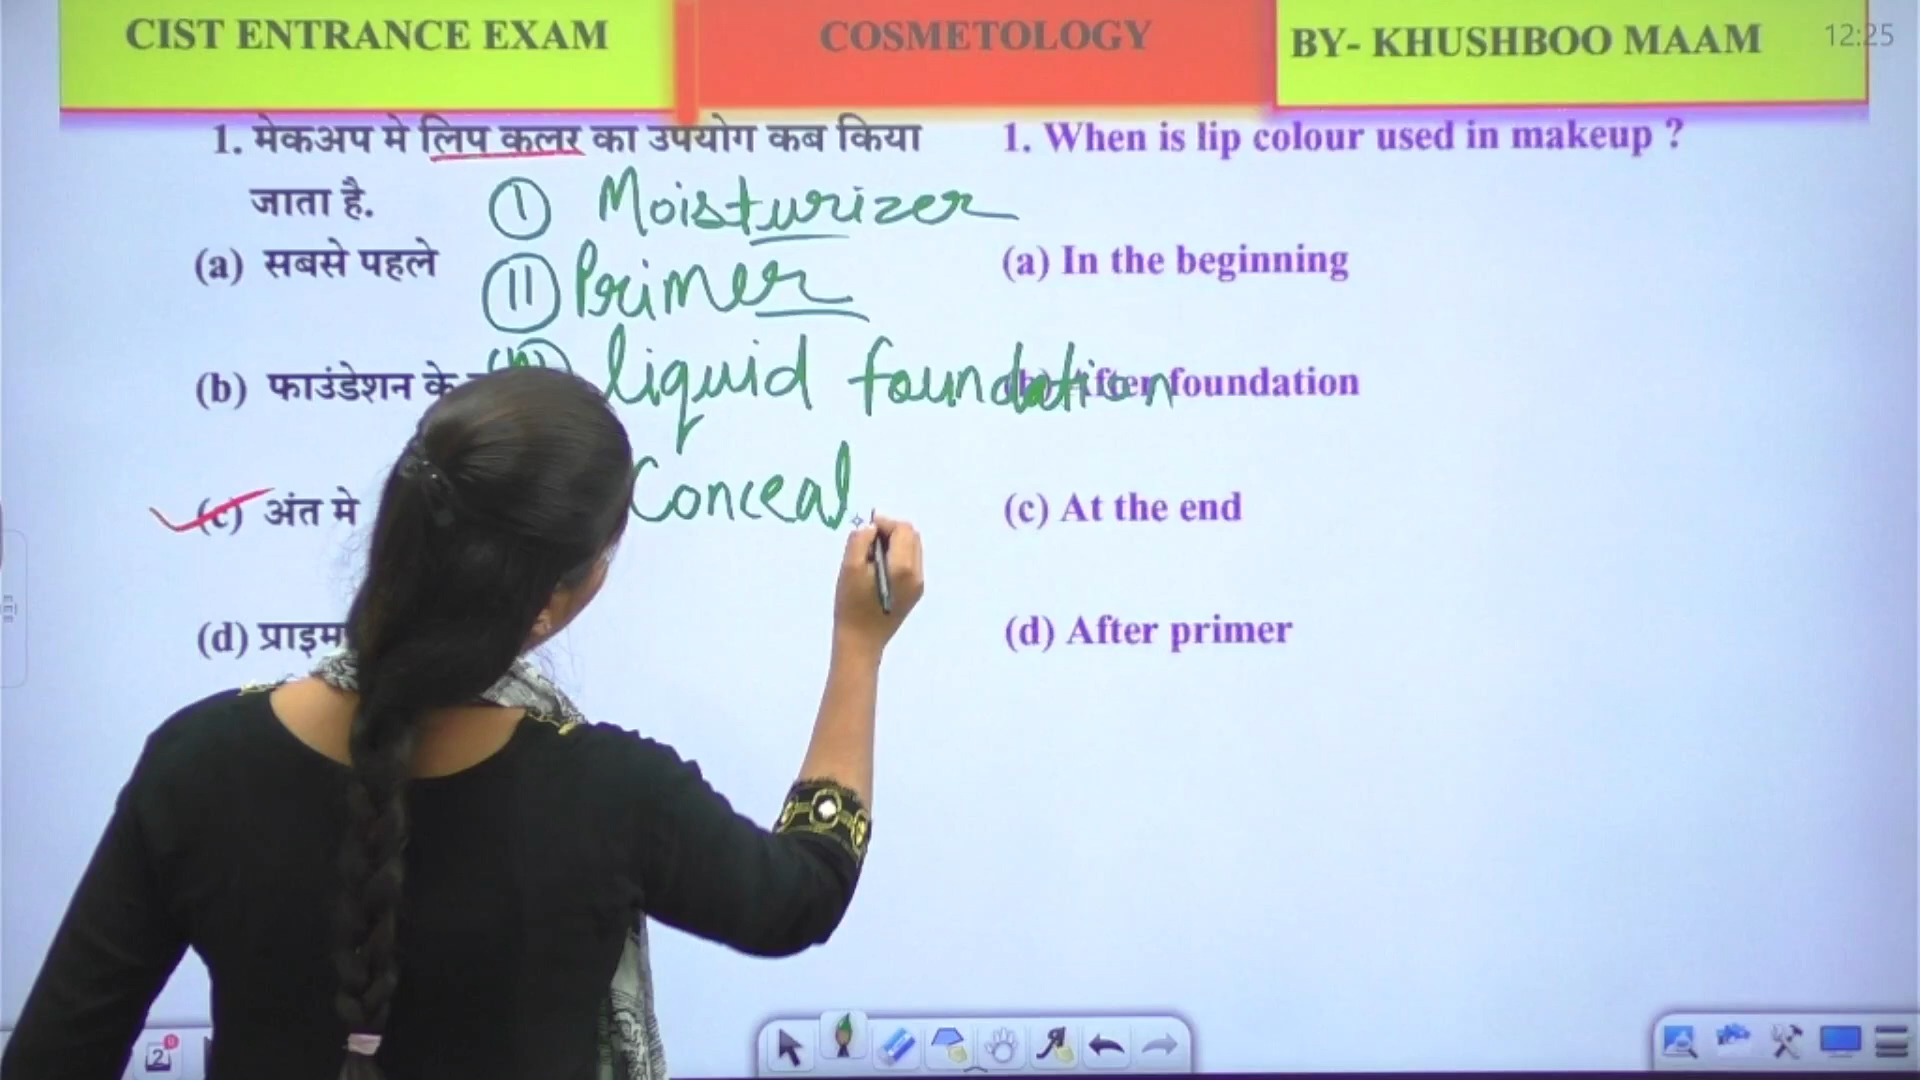 CIST ENTRANCE EXAM
COSMETOLOGY
BY- KHUSHBOO MAAM
12:25
1. मेकअप मे लिप कलर का उपयोग कब किया
जाता है.
(a) सबसे पहले
(b) फाउंडेशन के
(c) अंत मे
(d)
1. When is lip colour used in makeup ?
(a) In the beginning
(b) After foundation
(c) At the end
(d) After primer
I Moisturizer
II Primer
liquid foundation
Conceal
2